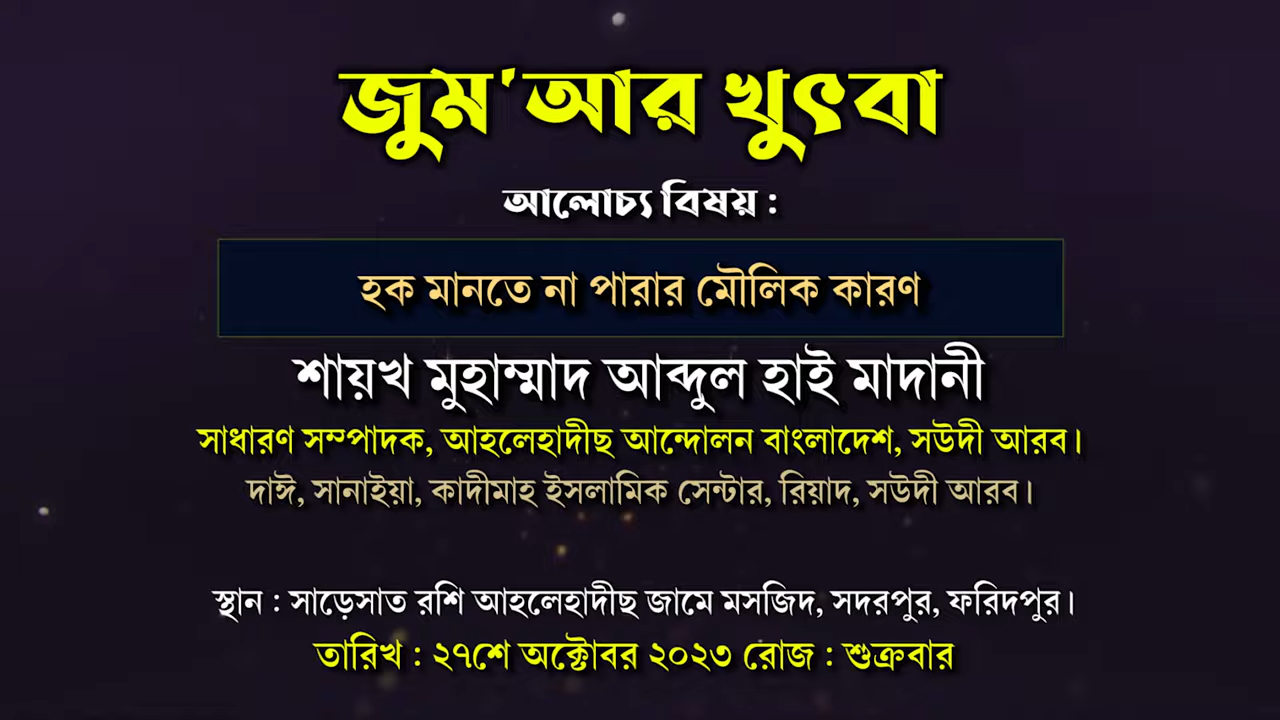 জুম'আর খুৎবা
আলোচ্য বিষয় :
হক মানতে না পারার মৌলিক কারণ
শায়খ মুহাম্মাদ আব্দুল হাই মাদানী
সাধারণ সম্পাদক, আহলেহাদীছ আন্দোলন বাংলাদেশ, সউদী আরব।
দাঈ, সানাইয়া, কাদীমাহ ইসলামিক সেন্টার, রিয়াদ, সউদী আরব।
স্থান : সাড়েসাত রশি আহলেহাদীছ জামে মসজিদ, সদরপুর, ফরিদপুর।
তারিখ : ২৭শে অক্টোবর ২০২৩ রোজ : শুক্রবার